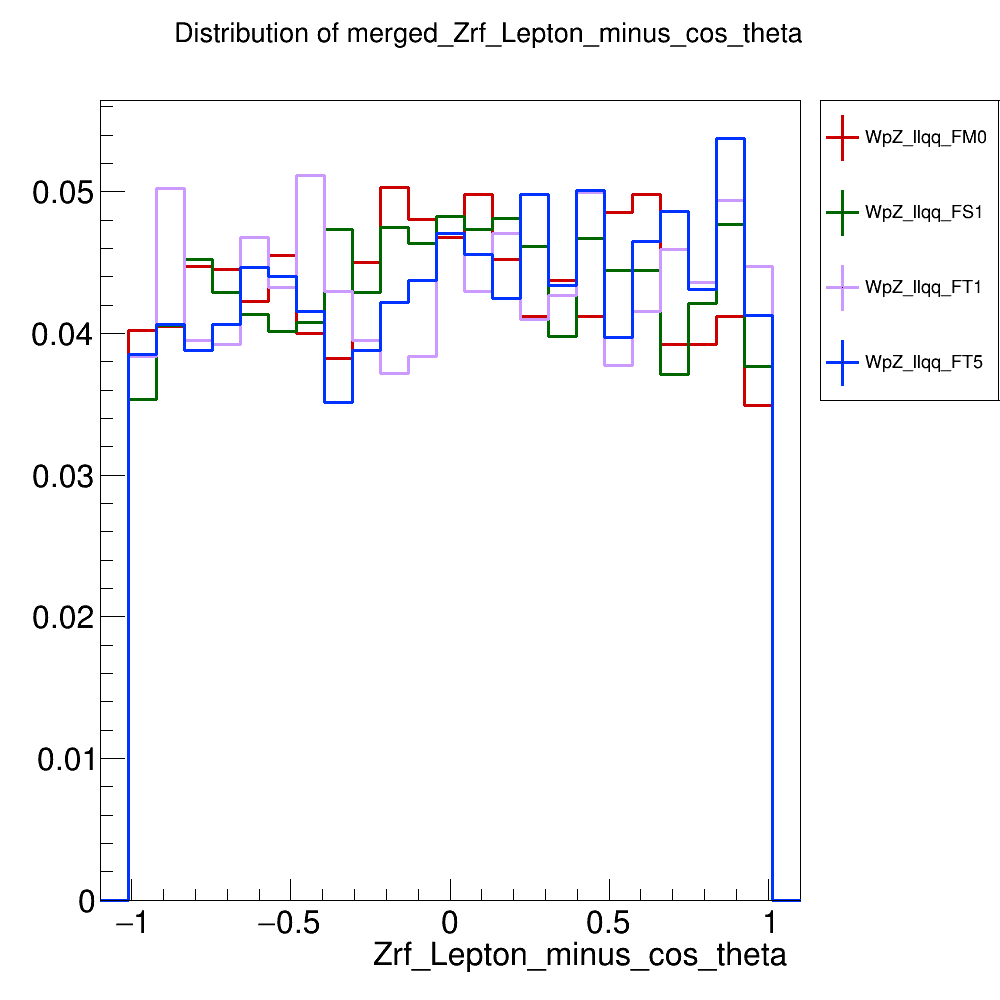 Distribution of merged_Zrf_Lepton_minus_cos_theta
WpZ_llqq_FM0
WpZ_llqq_FS1
WpZ_llqq_FT1
WpZ_llqq_FT5
0.05
0.04
0.03
0.02
0.01
0
−1 −0.5 0 0.5 1
Zrf_Lepton_minus_cos_theta